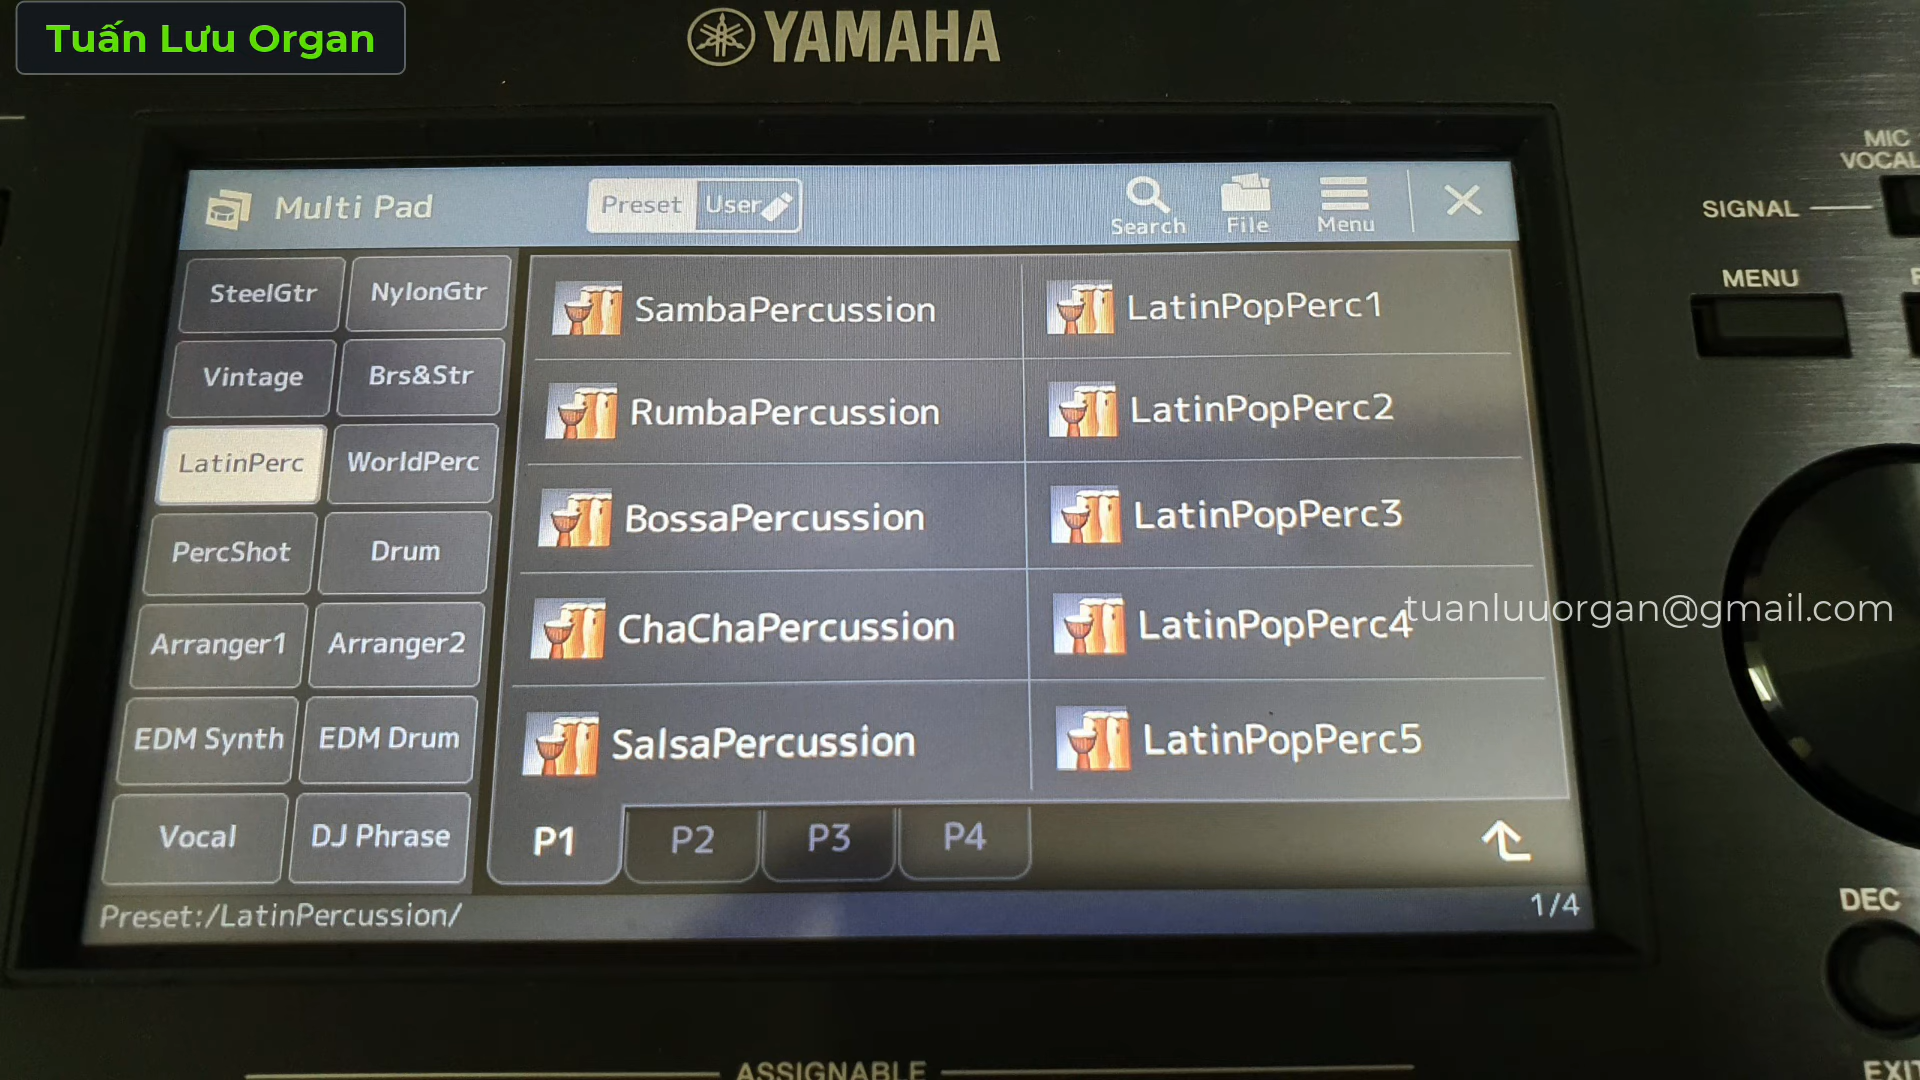 Tuấn Lưu Organ
YAMAHA
MIC
VOCAL
SIGNAL
MENU
Multi Pad
Preset
User
Search
File
Menu
SteelGtr
NylonGtr
Vintage
Brs&Str
LatinPerc
WorldPerc
PercShot
Drum
Arranger1
Arranger2
EDM Synth
EDM Drum
Vocal
DJ Phrase
SambaPercussion
LatinPopPerc1
RumbaPercussion
LatinPopPerc2
BossaPercussion
LatinPopPerc3
ChaChaPercussion
LatinPopPerc4
SalsaPercussion
LatinPopPerc5
P1
P2
P3
P4
Preset:/LatinPercussion/
1/4
tuanluuorgan@gmail.com
DEC
EXIT
ASSIGNABLE